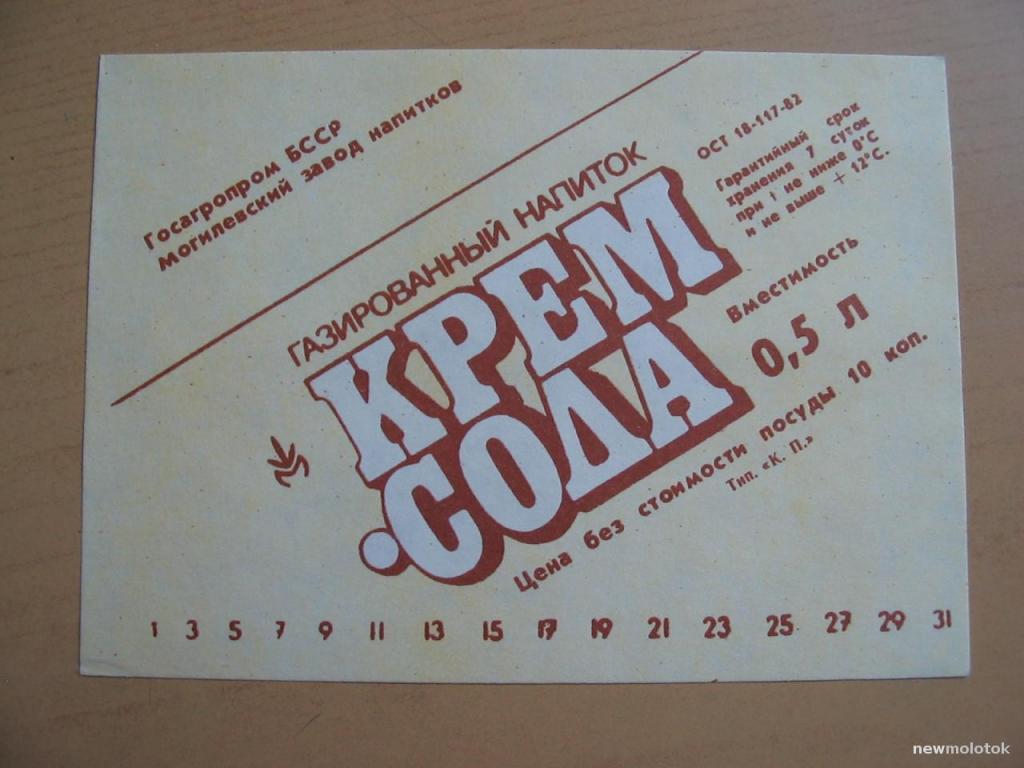 Госагропром БССР
могилевский завод напитков
ГАЗИРОВАННЫЙ НАПИТОК
КРЕМ
•СОДА
ОСТ 18-117-82
Гарантийный срок
хранения 7 суток
при t не ниже 0°С
и не выше + 12°С.
Вместимость
0,5 л
Цена без стоимости посуды 10 коп.
Тип. «К. П.»
1 3 5 7 9 11 13 15 17 19 21 23 25 27 29 31
newmolotok